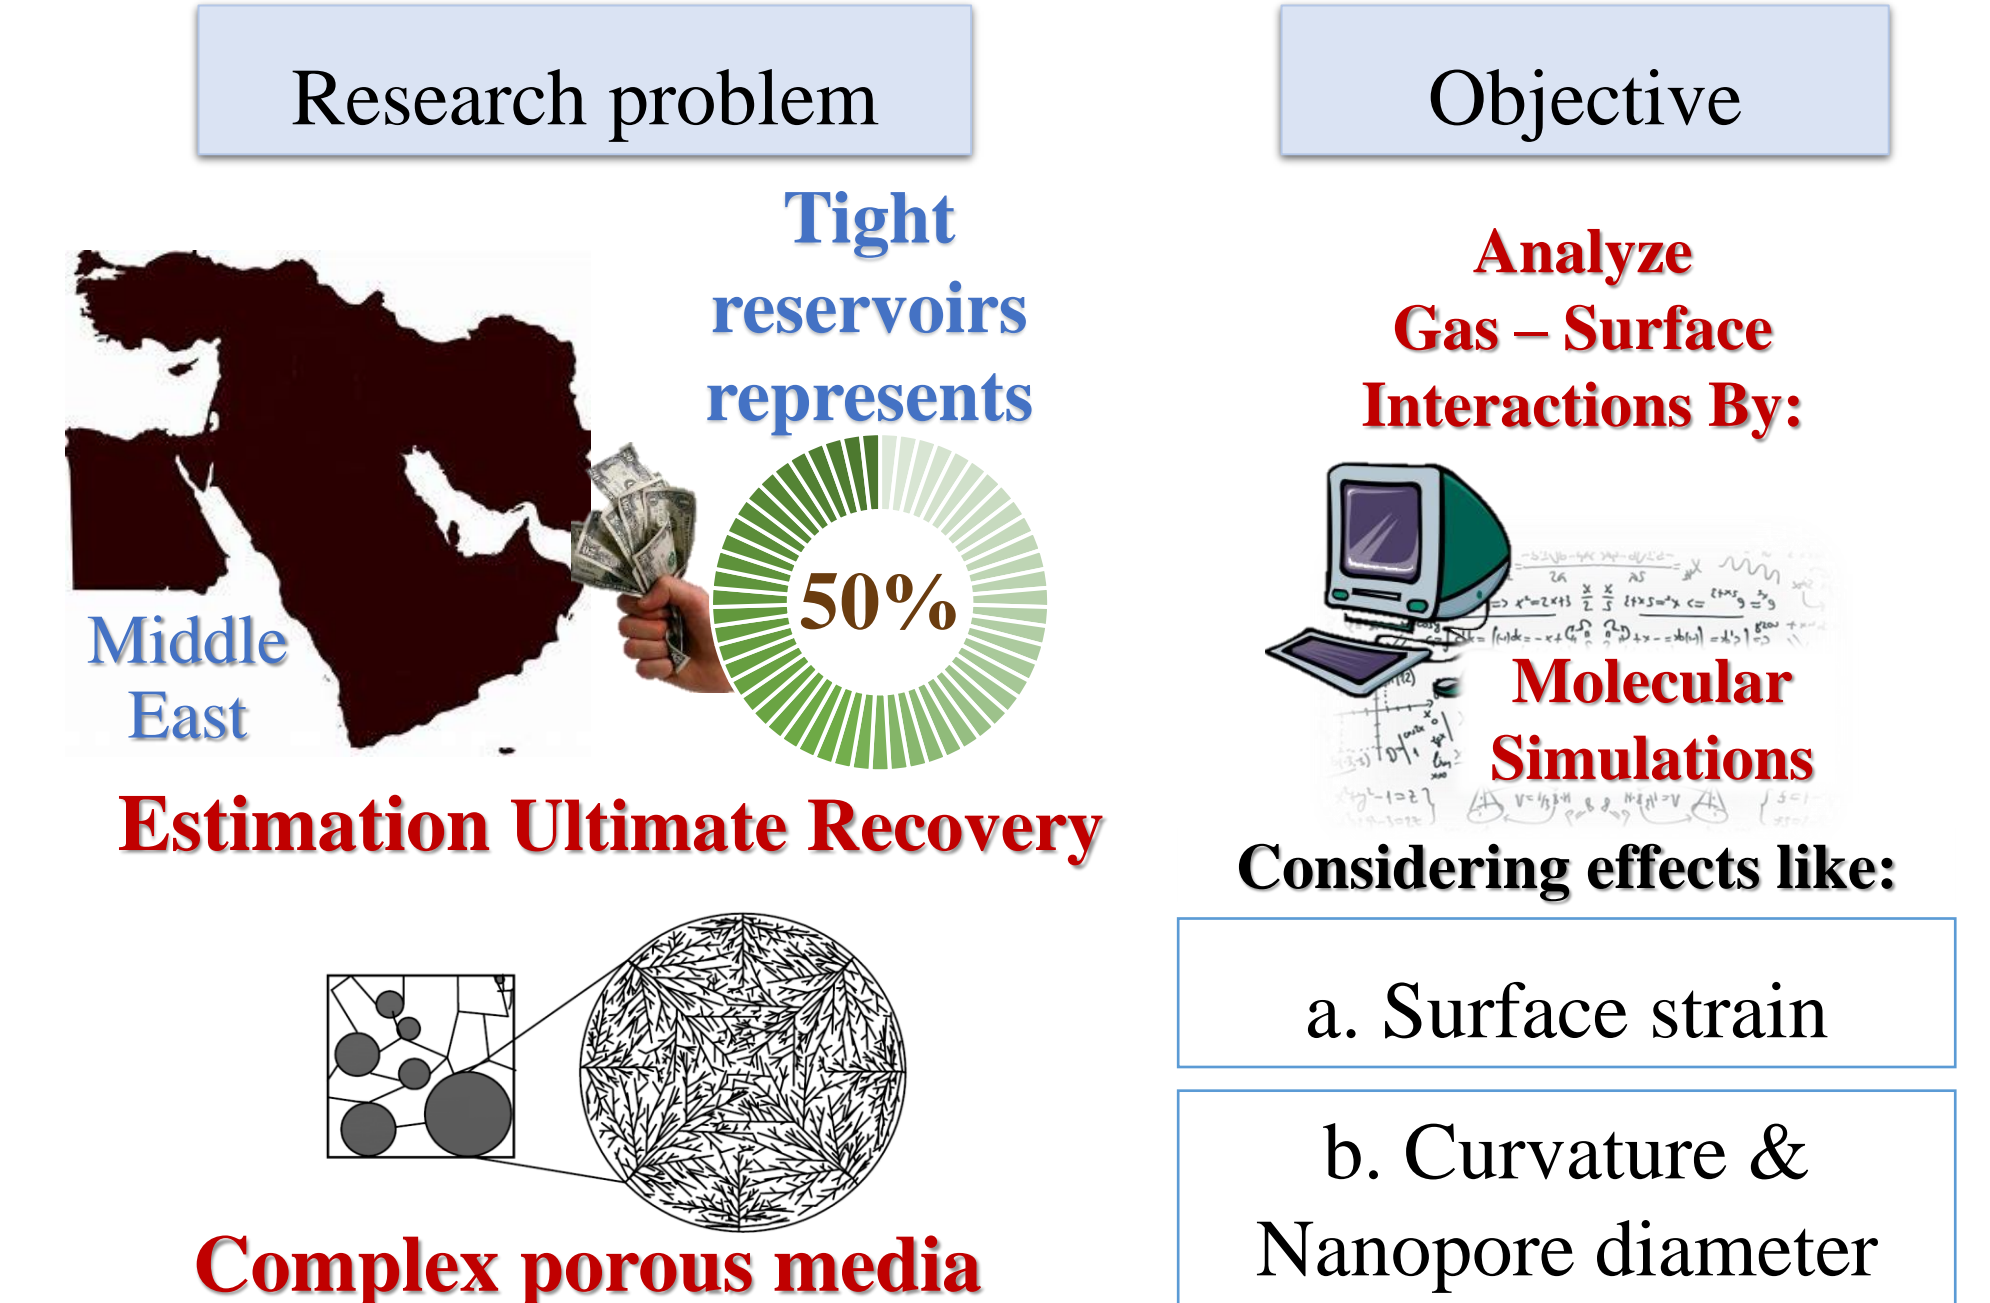 Research problem
Tight
reservoirs
represents
50%
Middle
East
Estimation Ultimate Recovery
Complex porous media
Objective
Analyze
Gas – Surface
Interactions By:
Molecular
Simulations
Considering effects like:
a. Surface strain
b. Curvature &
Nanopore diameter